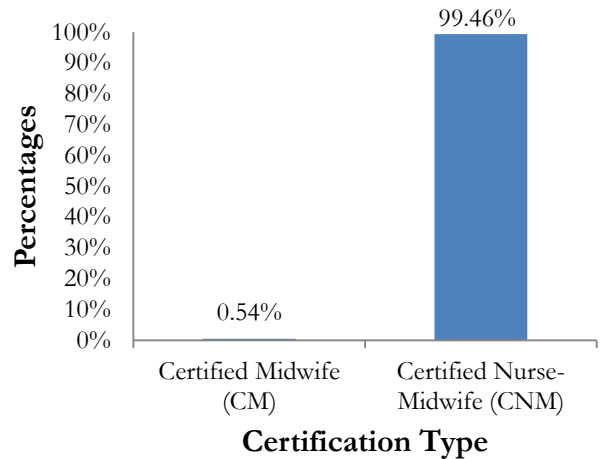 99.46%
100%
90%
80%
70%
60%
50%
40%
30%
20%
10%
0%
Percentages
0.54%
Certified Midwife
(CM)
Certified Nurse-
Midwife (CNM)
Certification Type